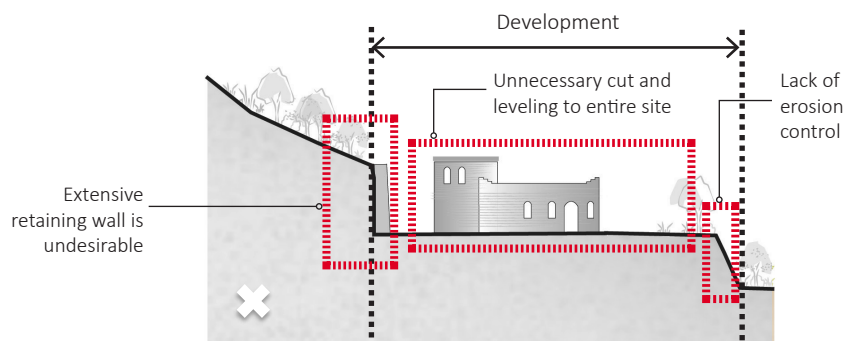 Development
Unnecessary cut and
leveling to entire site
Lack of
erosion
control
Extensive
retaining wall is
undesirable